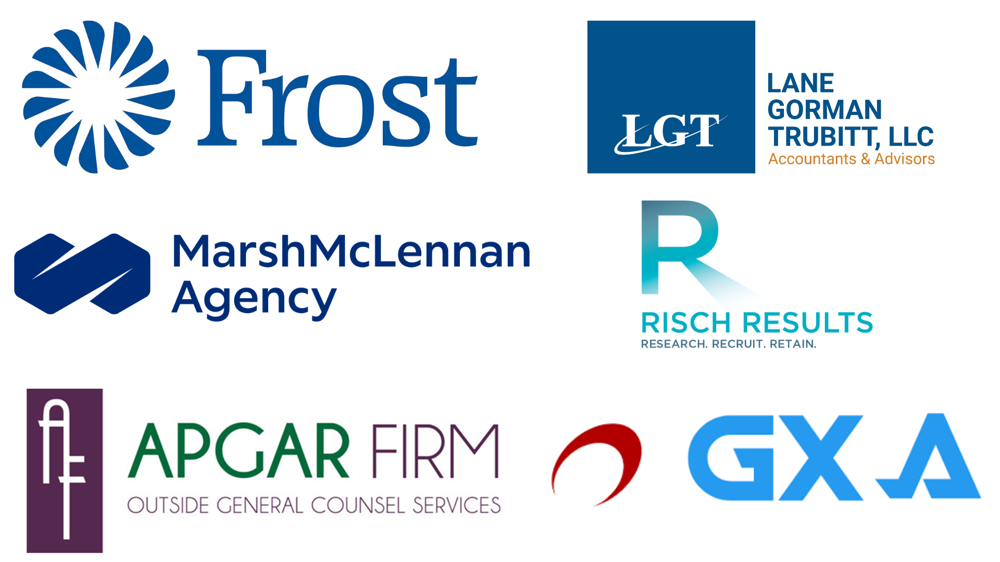 Frost
LGT
LANE
GORMAN
TRUBITT, LLC
Accountants & Advisors
MarshMcLennan
Agency
R
RISCH RESULTS
RESEARCH. RECRUIT. RETAIN.
AF
APGAR FIRM
OUTSIDE GENERAL COUNSEL SERVICES
GXA